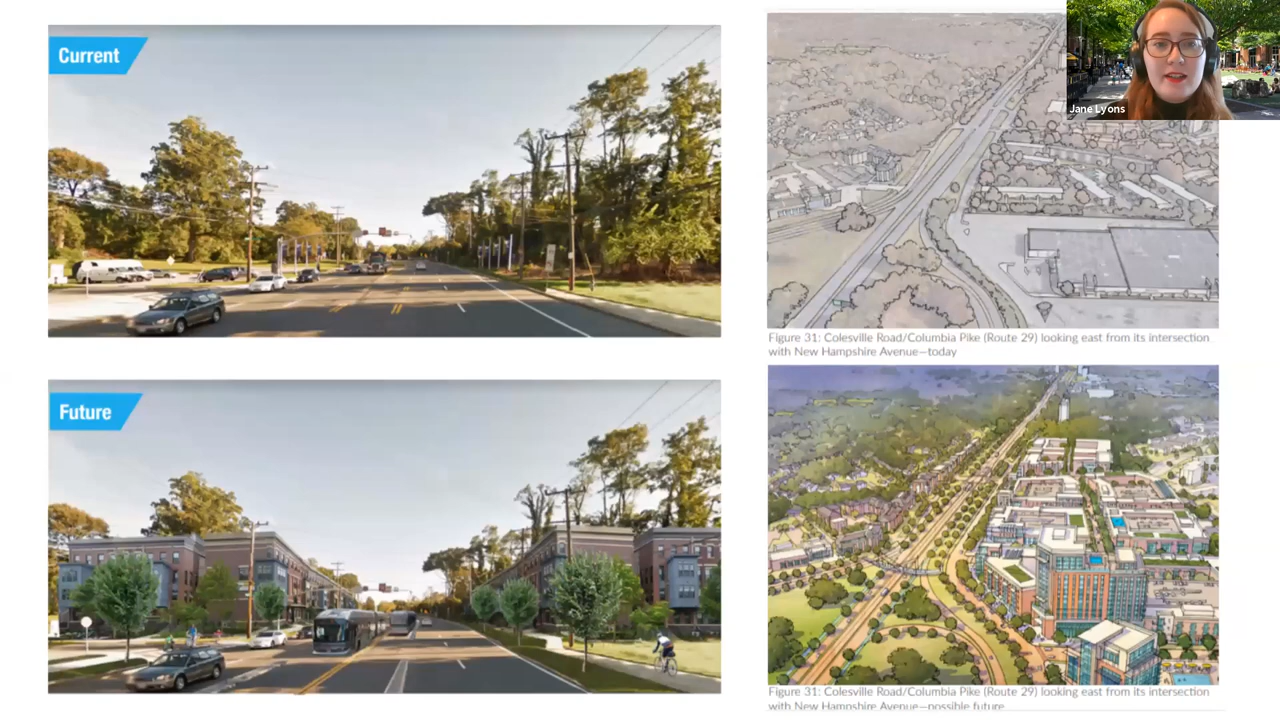 Current
Jane Lyons
Figure 31: Colesville Road/Columbia Pike (Route 29) looking east from its intersection
with New Hampshire Avenue—today
Future
Figure 31: Colesville Road/Columbia Pike (Route 29) looking east from its intersection
with New Hampshire Avenue—possible future